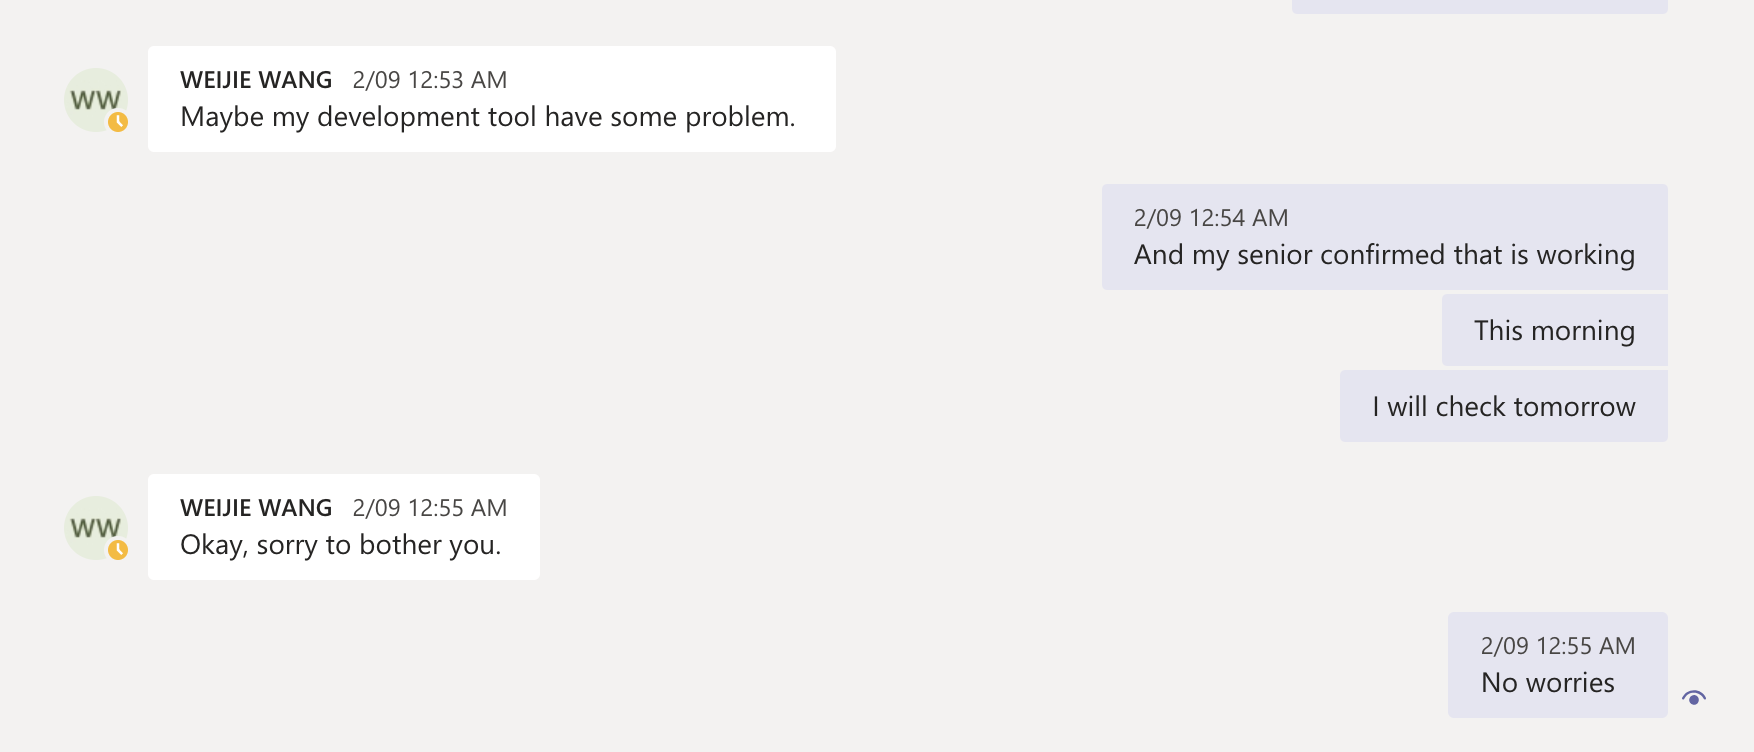 WW
WEIJIE WANG 2/09 12:53 AM
Maybe my development tool have some problem.
2/09 12:54 AM
And my senior confirmed that is working
This morning
I will check tomorrow
WW
WEIJIE WANG 2/09 12:55 AM
Okay, sorry to bother you.
2/09 12:55 AM
No worries